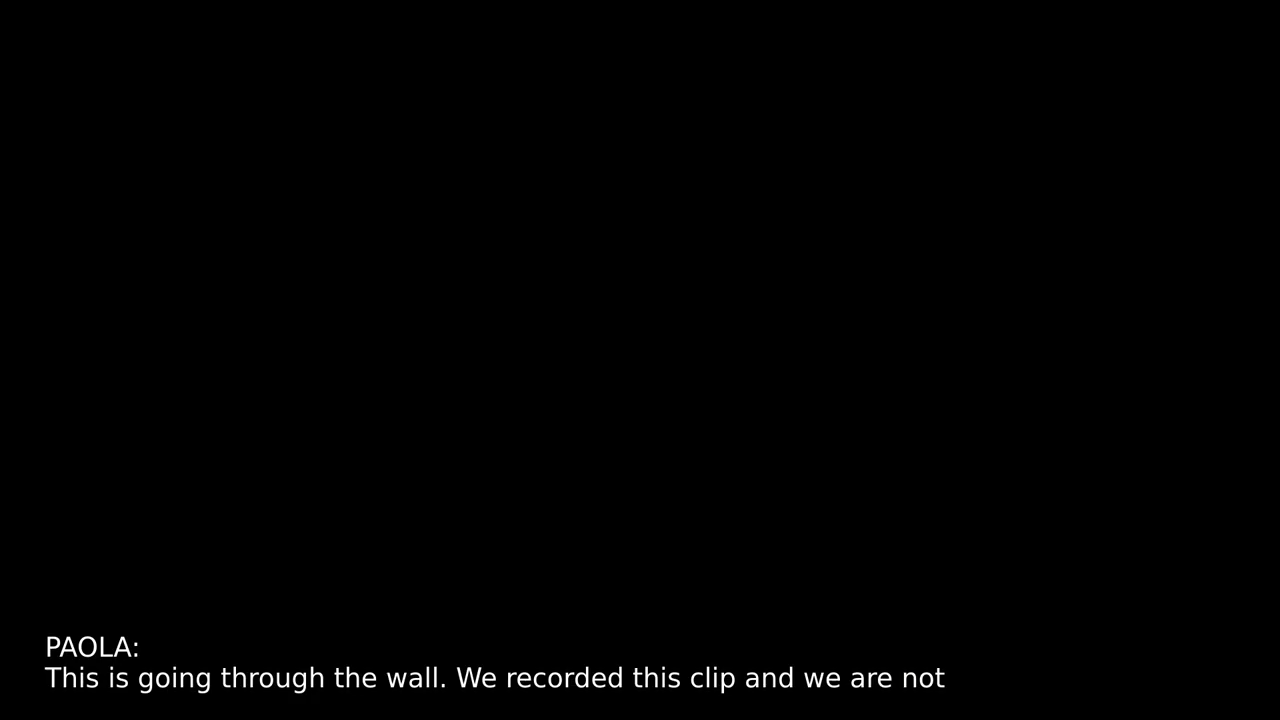 PAOLA:
This is going through the wall. We recorded this clip and we are not